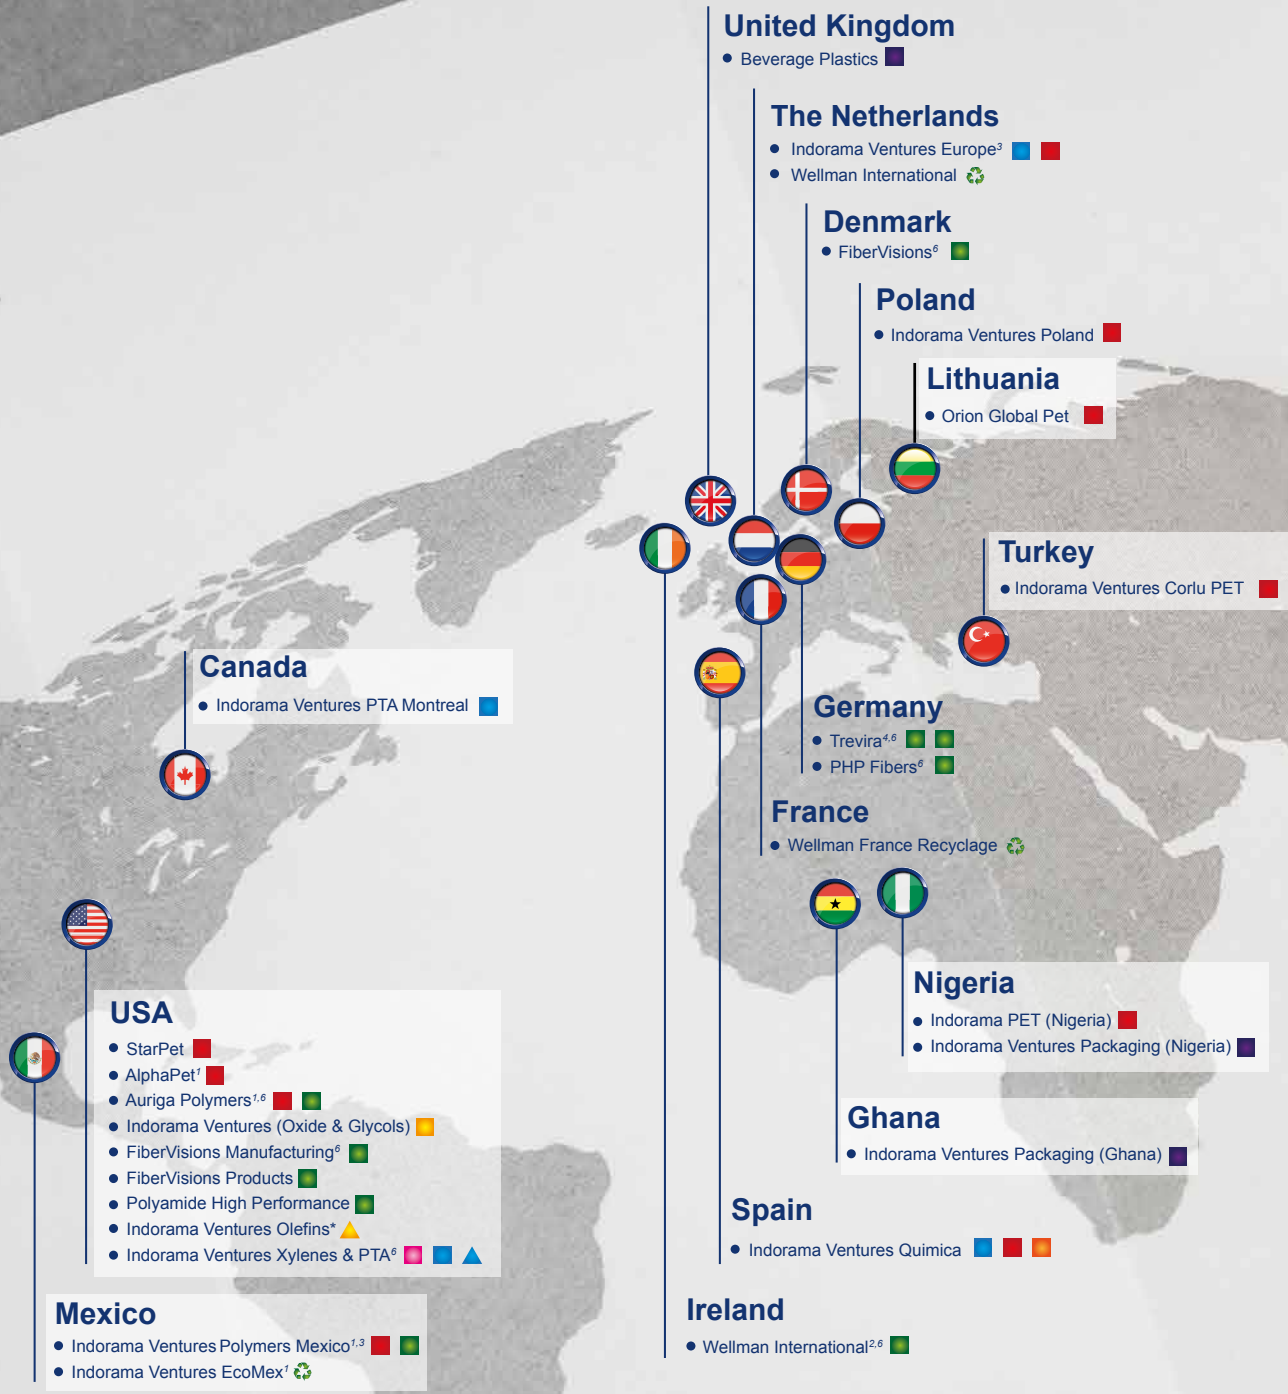 United Kingdom
Beverage Plastics
The Netherlands
Indorama Ventures Europe3
Wellman International
Denmark
FiberVisions6
Poland
Indorama Ventures Poland
Lithuania
Orion Global Pet
Turkey
Indorama Ventures Corlu PET
Canada
Indorama Ventures PTA Montreal
Germany
Trevira4,6
PHP Fibers6
France
Wellman France Recyclage
Nigeria
Indorama PET (Nigeria)
Indorama Ventures Packaging (Nigeria)
USA
StarPet
AlphaPet1
Auriga Polymers1,6
Indorama Ventures (Oxide & Glycols)
FiberVisions Manufacturing6
FiberVisions Products
Polyamide High Performance
Indorama Ventures Olefins*
Indorama Ventures Xylenes & PTA6
Ghana
Indorama Ventures Packaging (Ghana)
Spain
Indorama Ventures Quimica
Mexico
Indorama Ventures Polymers Mexico1,3
Indorama Ventures EcoMex1
Ireland
Wellman International2,6